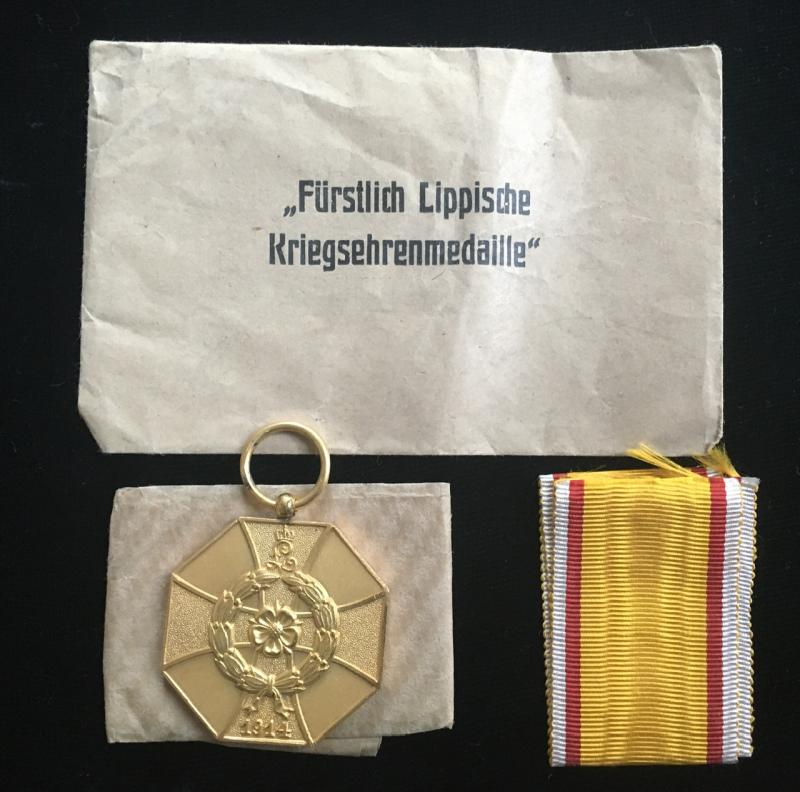 „Fürstlich Lippische
Kriegsehrenmedaille“
L
1914